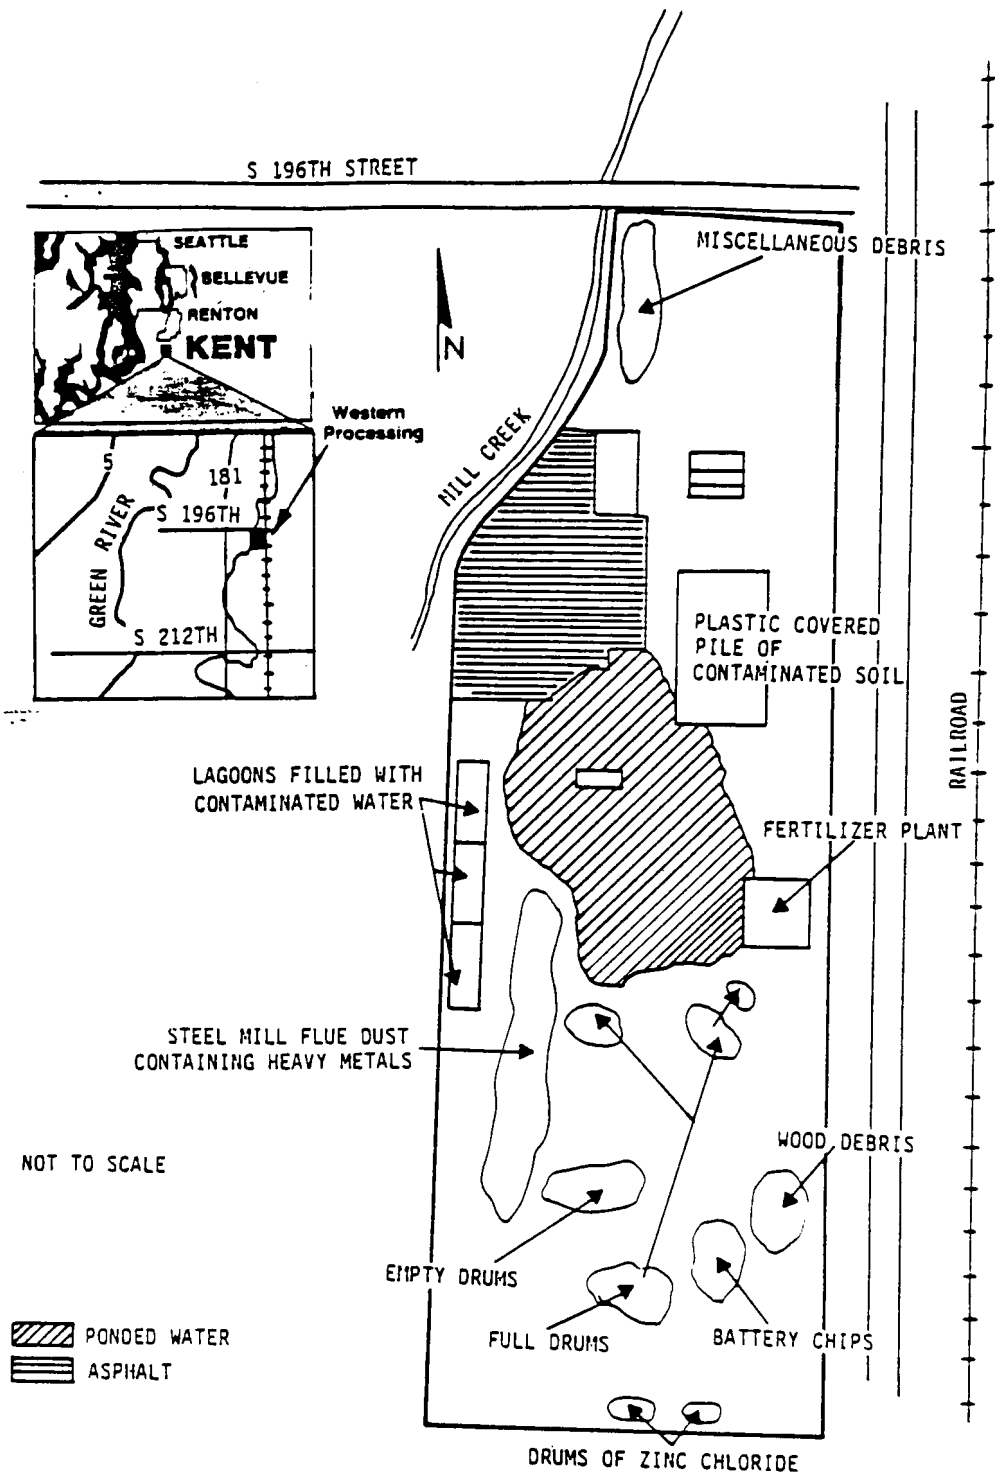 S 196TH STREET
SEATTLE
BELLEVUE
RENTON
KENT
N
MISCELLANEOUS DEBRIS
Western
Processing
5
181
S 196TH
GREEN RIVER
S 212TH
MILL CREEK
PLASTIC COVERED
PILE OF
CONTAMINATED SOIL
RAILROAD
LAGOONS FILLED WITH
CONTAMINATED WATER
FERTILIZER PLANT
STEEL MILL FLUE DUST
CONTAINING HEAVY METALS
WOOD DEBRIS
NOT TO SCALE
EMPTY DRUMS
FULL DRUMS
BATTERY CHIPS
PONDED WATER
ASPHALT
DRUMS OF ZINC CHLORIDE